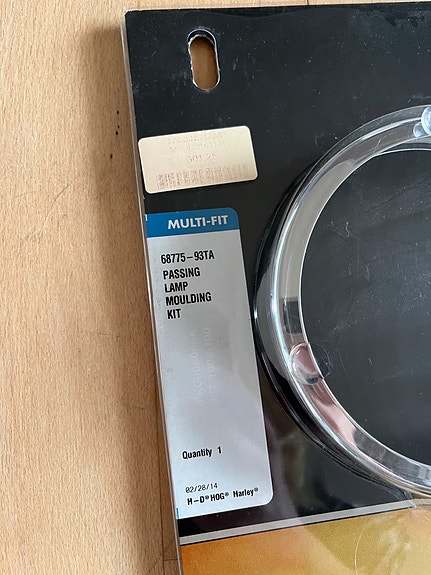 MULTI-FIT
68775-93TA
PASSING
LAMP
MOULDING
KIT
Quantity 1
02/28/14
H-D® HOG® Harley®